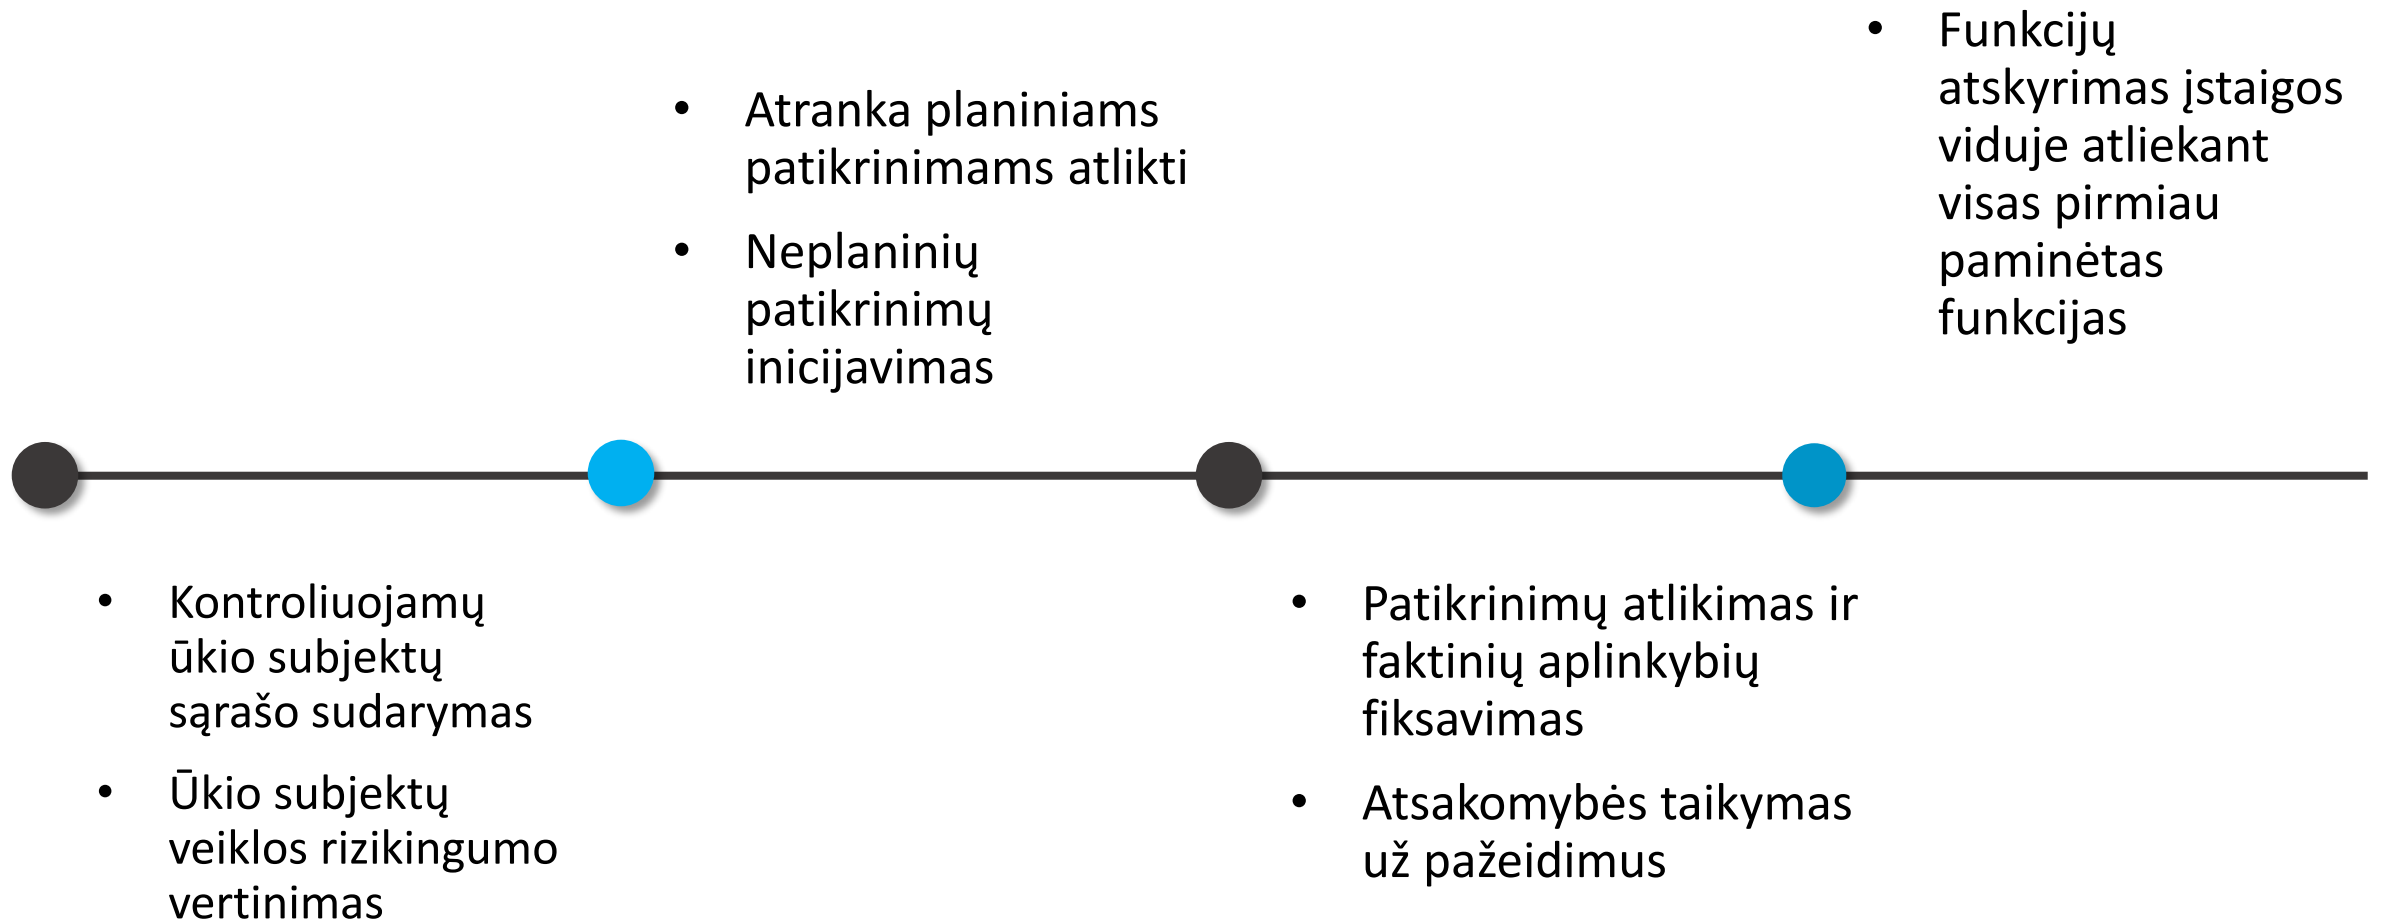 • Kontroliuojamų
ūkio subjektų
sąrašo sudarymas
• Ūkio subjektų
veiklos rizikingumo
vertinimas
• Atranka planiniams
patikrinimams atlikti
• Neplaninių
patikrinimų
inicijavimas
• Patikrinimų atlikimas ir
faktinių aplinkybių
fiksavimas
• Atsakomybės taikymas
už pažeidimus
• Funkcijų
atskyrimas įstaigos
viduje atliekant
visas pirmiau
paminėtas
funkcijas